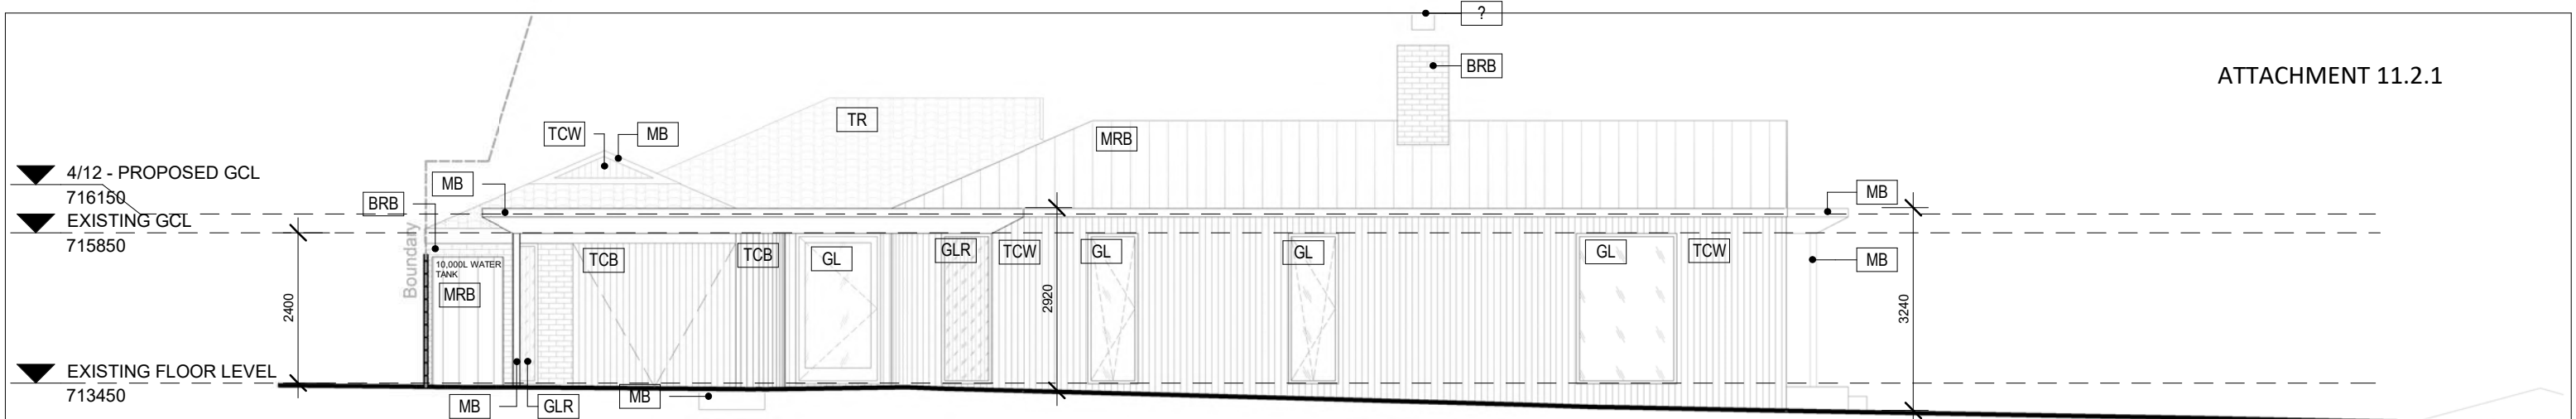 ?
BRB
ATTACHMENT 11.2.1
TR
TCW
MB
MRB
4/12 - PROPOSED GCL
716150
MB
MB
BRB
EXISTING GCL
715850
Boundary
TCB
TCB
GL
GLR
TCW
GL
GL
GL
TCW
MB
10,000L WATER
TANK
MRB
2400
2920
3240
EXISTING FLOOR LEVEL
713450
MB
GLR
MB